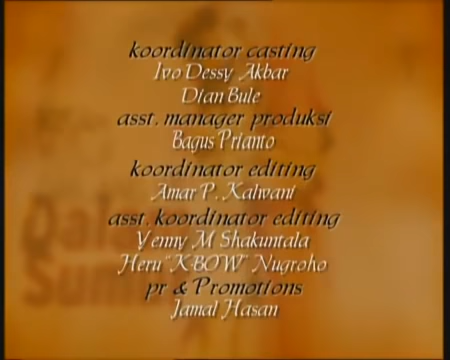 koordinator casting
Ivo Dessy Akbar
Dian Bule
asst. manager produksi
Bagus Prianto
koordinator editing
Amar P. Kalwani
asst. koordinator editing
Yenny M Shakuntala
Heru "K-BOW" Nugroho
pr & Promotions
Jamal Hasan